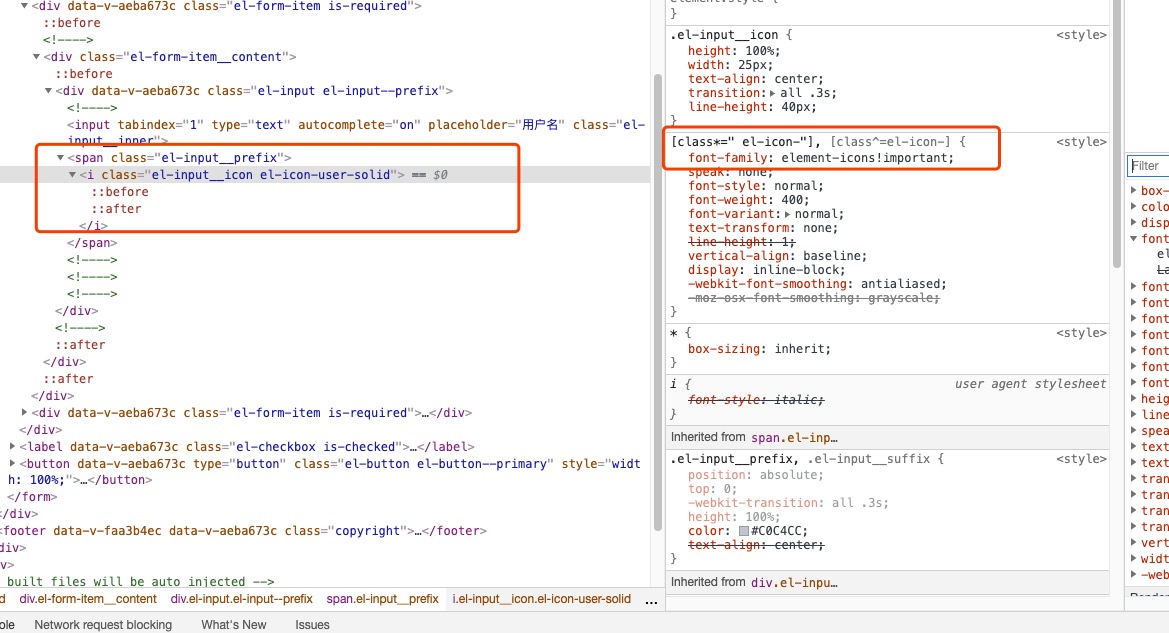 <div data-v-aeba673c class="el-form-item is-required">
::before
<!---->
<div class="el-form-item__content">
::before
<div data-v-aeba673c class="el-input el-input--prefix">
<!---->
<input tabindex="1" type="text" autocomplete="on" placeholder="用户名" class="el-
input__inner">
<span class="el-input__prefix">
<i class="el-input__icon el-icon-user-solid"> == $0
::before
::after
</i>
</span>
<!---->
<!---->
<!---->
</div>
<!---->
::after
</div>
::after
</div>
<div data-v-aeba673c class="el-form-item is-required">…</div>
</div>
<label data-v-aeba673c class="el-checkbox is-checked">…</label>
<button data-v-aeba673c type="button" class="el-button el-button--primary" style="widt
h: 100%;">…</button>
</form>
</div>
<footer data-v-faa3b4ec data-v-aeba673c class="copyright">…</footer>
div>
v>
built files will be auto injected -->
d div.el-form-item__content div.el-input.el-input--prefix span.el-input__prefix i.el-input__icon.el-icon-user-solid ...
ole Network request blocking What's New Issues
element.style {
}
.el-input__icon { <style>
height: 100%;
width: 25px;
text-align: center;
transition: all .3s;
line-height: 40px;
}
[class*=" el-icon-"], [class^=el-icon-] { <style>
font-family: element-icons!important;
speak: none;
font-style: normal;
font-weight: 400;
font-variant: normal;
text-transform: none;
line-height: 1;
vertical-align: baseline;
display: inline-block;
-webkit-font-smoothing: antialiased;
-moz-osx-font-smoothing: grayscale;
}
* { <style>
box-sizing: inherit;
}
i { user agent stylesheet
font-style: italic;
}
Inherited from span.el-inp…
.el-input__prefix, .el-input__suffix { <style>
position: absolute;
top: 0;
-webkit-transition: all .3s;
height: 100%;
color: #C0C4CC;
text-align: center;
}
Inherited from div.el-inpu…
Filter
box-
colo
disp
font
el
La
font
font
font
font
font
font
font
heig
line
spea
text
text
tran
tran
tran
tran
vert
widt
-web